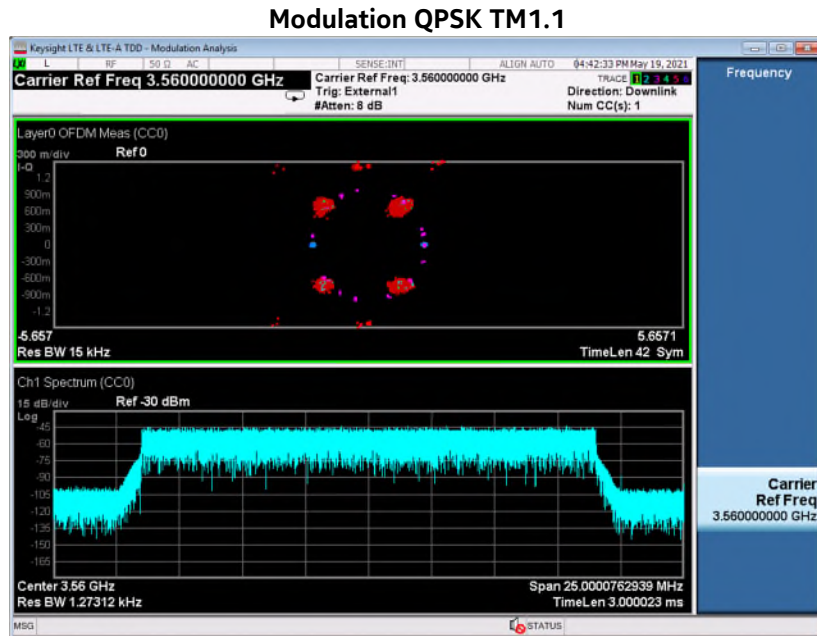 Modulation QPSK TM1.1
Keysight LTE & LTE-A TDD - Modulation Analysis
L RF 50 Ω AC SENSE:INT ALIGN AUTO 04:42:33 PM May 19, 2021
Carrier Ref Freq 3.560000000 GHz
Carrier Ref Freq: 3.560000000 GHz
Trig: External1
#Atten: 8 dB
TRACE 1 2 3 4 5 6
Direction: Downlink
Num CC(s): 1
Frequency
Layer0 OFDM Meas (CC0)
300 m/div Ref 0
I-Q
1.2
900m
600m
300m
0
-300m
-600m
-900m
-1.2
-5.657 5.6571
Res BW 15 kHz TimeLen 42 Sym
Ch1 Spectrum (CC0)
15 dB/div Ref -30 dBm
Log
-45
-60
-75
-90
-105
-120
-135
-150
-165
Center 3.56 GHz Span 25.0000762939 MHz
Res BW 1.27312 kHz TimeLen 3.000023 ms
Carrier
Ref Freq
3.560000000 GHz
MSG STATUS